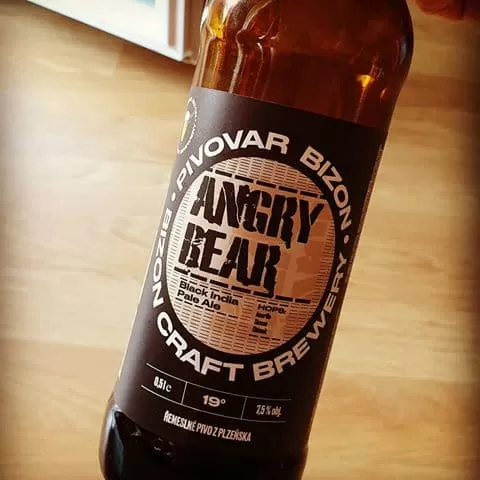 PIVOVAR BIZON
ANGRY
BEAR
Black India
Pale Ale
HOPS:
BIZON CRAFT BREWERY
0,5l e
19°
7,5 % obj.
ŘEMESLNÉ PIVO Z PLZEŇSKA